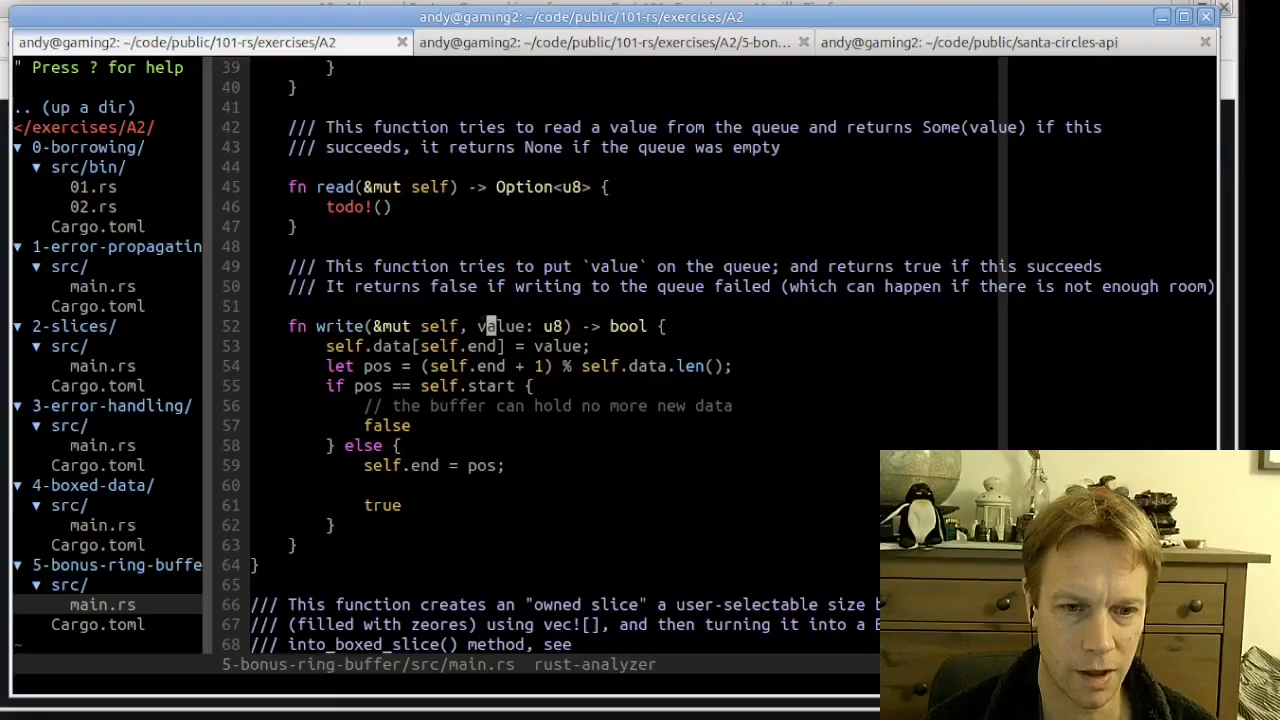 andy@gaming2: ~/code/public/101-rs/exercises/A2
andy@gaming2: ~/code/public/101-rs/exercises/A2
andy@gaming2: ~/code/public/101-rs/exercises/A2/5-bon...
andy@gaming2: ~/code/public/santa-circles-api
" Press ? for help
.. (up a dir)
</exercises/A2/
▼ 0-borrowing/
▼ src/bin/
01.rs
02.rs
Cargo.toml
▼ 1-error-propagatin
▼ src/
main.rs
Cargo.toml
▼ 2-slices/
▼ src/
main.rs
Cargo.toml
▼ 3-error-handling/
▼ src/
main.rs
Cargo.toml
▼ 4-boxed-data/
▼ src/
main.rs
Cargo.toml
▼ 5-bonus-ring-buffe
▼ src/
main.rs
Cargo.toml
~
39         }
40     }
41
42     /// This function tries to read a value from the queue and returns Some(value) if this
43     /// succeeds, it returns None if the queue was empty
44
45     fn read(&mut self) -> Option<u8> {
46         todo!()
47     }
48
49     /// This function tries to put `value` on the queue; and returns true if this succeeds
50     /// It returns false if writing to the queue failed (which can happen if there is not enough room)
51
52     fn write(&mut self, value: u8) -> bool {
53         self.data[self.end] = value;
54         let pos = (self.end + 1) % self.data.len();
55         if pos == self.start {
56             // the buffer can hold no more new data
57             false
58         } else {
59             self.end = pos;
60
61             true
62         }
63     }
64 }
65
66 /// This function creates an "owned slice" a user-selectable size b
67 /// (filled with zeores) using vec![], and then turning it into a B
68 /// into_boxed_slice() method, see
5-bonus-ring-buffer/src/main.rs  rust-analyzer